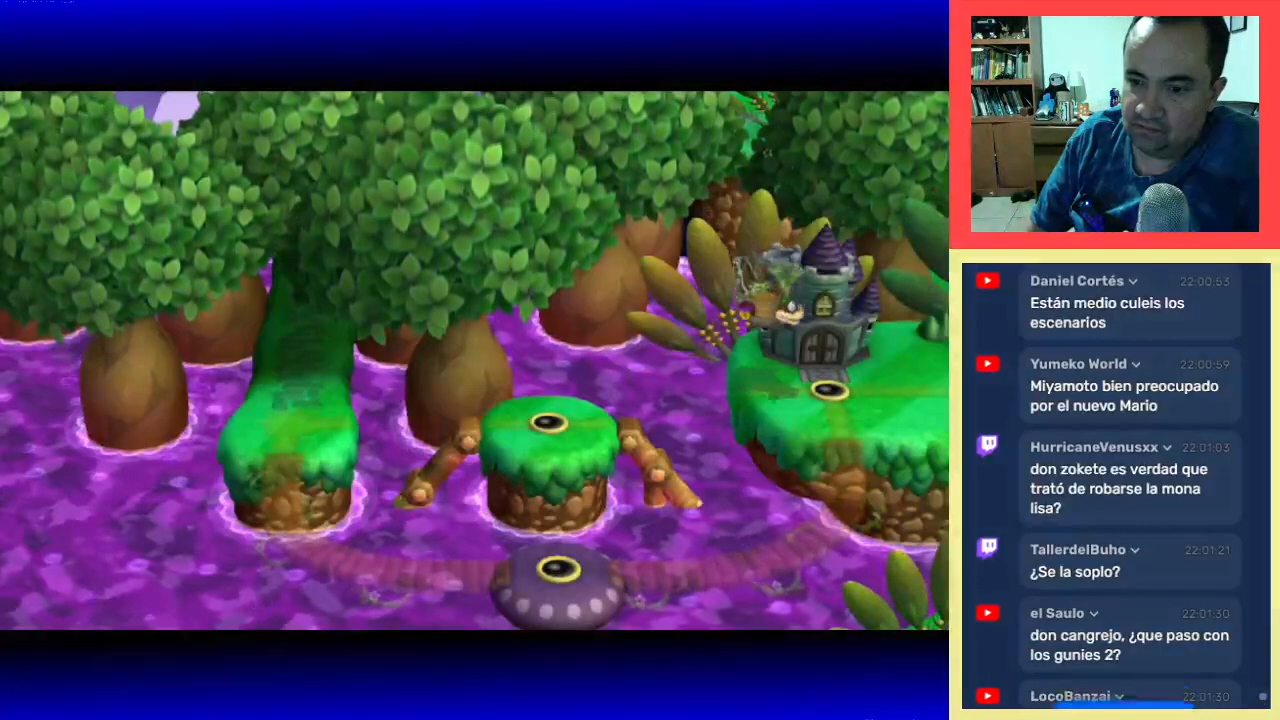 Daniel Cortés 22:00:53
Están medio culeis los
escenarios
Yumeko World 22:00:59
Miyamoto bien preocupado
por el nuevo Mario
HurricaneVenusxx 22:01:03
don zokete es verdad que
trató de robarse la mona
lisa?
TallerdelBuho 22:01:21
¿Se la soplo?
el Saulo 22:01:30
don cangrejo, ¿que paso con
los gunies 2?
LocoBanzai 22:01:30